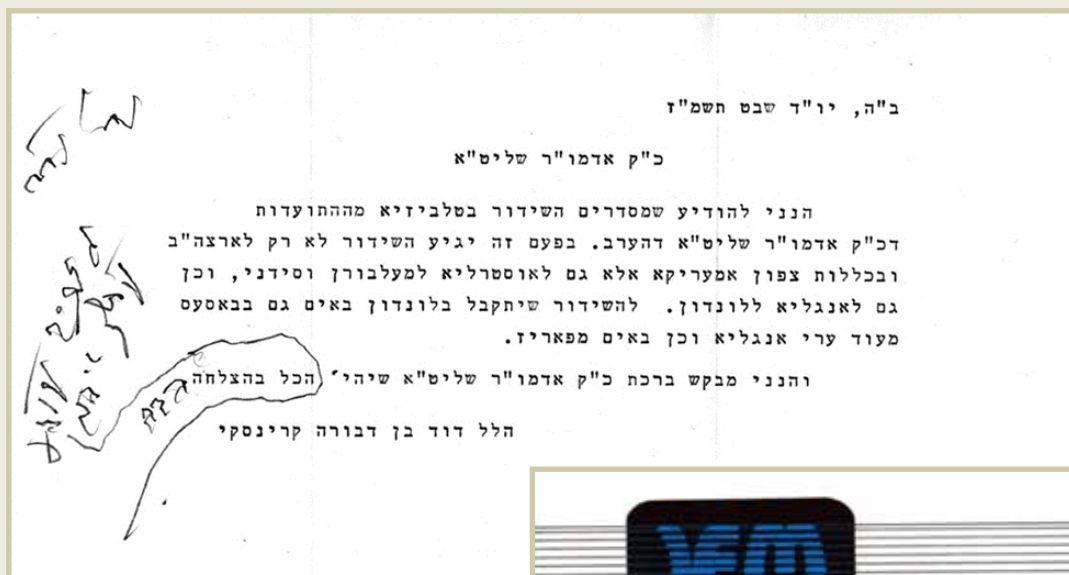 ב"ה, יו"ד שבט תשמ"ז
כ"ק אדמו"ר שליט"א
הנני להודיע שמסדרים השידור בטלביזיא מההתועדות
דכ"ק אדמו"ר שליט"א דהערב. בפעם זה יגיע השידור לא רק לארצה"ב
ובכללות צפון אמעריקא אלא גם לאוסטרליא למעלבורן וסידני, וכן
גם לאנגליא ללונדון. להשידור שיתקבל בלונדון באים גם בבאסעס
מעוד ערי אנגליא וכן באים מפאריז.
והנני מבקש ברכת כ"ק אדמו"ר שליט"א שיהי' הכל בהצלחה
הלל דוד בן דבורה קרינסקי